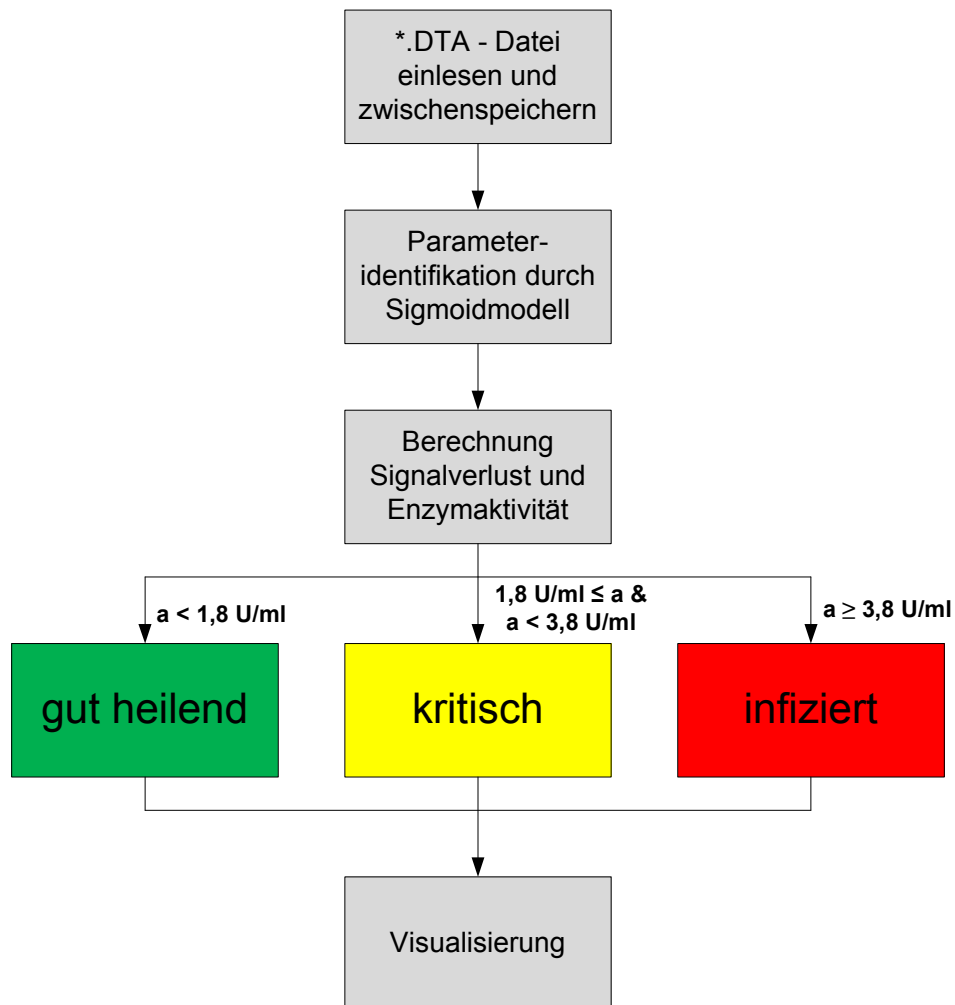 *.DTA - Datei
einlesen und
zwischenspeichern
Parameter-
identifikation durch
Sigmoidmodell
Berechnung
Signalverlust und
Enzymaktivität
a < 1,8 U/ml
1,8 U/ml ≤ a &
a < 3,8 U/ml
a ≥ 3,8 U/ml
gut heilend
kritisch
infiziert
Visualisierung